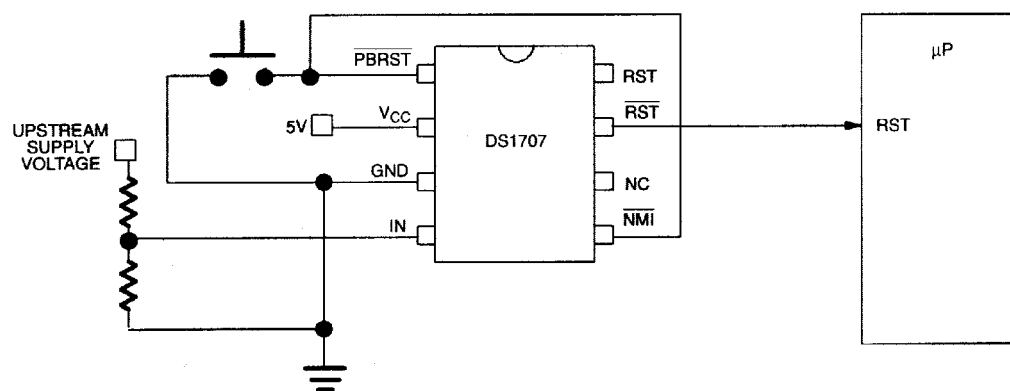 µP
PBRST
RST
5V
VCC
RST
RST
UPSTREAM
SUPPLY
VOLTAGE
DS1707
GND
NC
IN
NMI